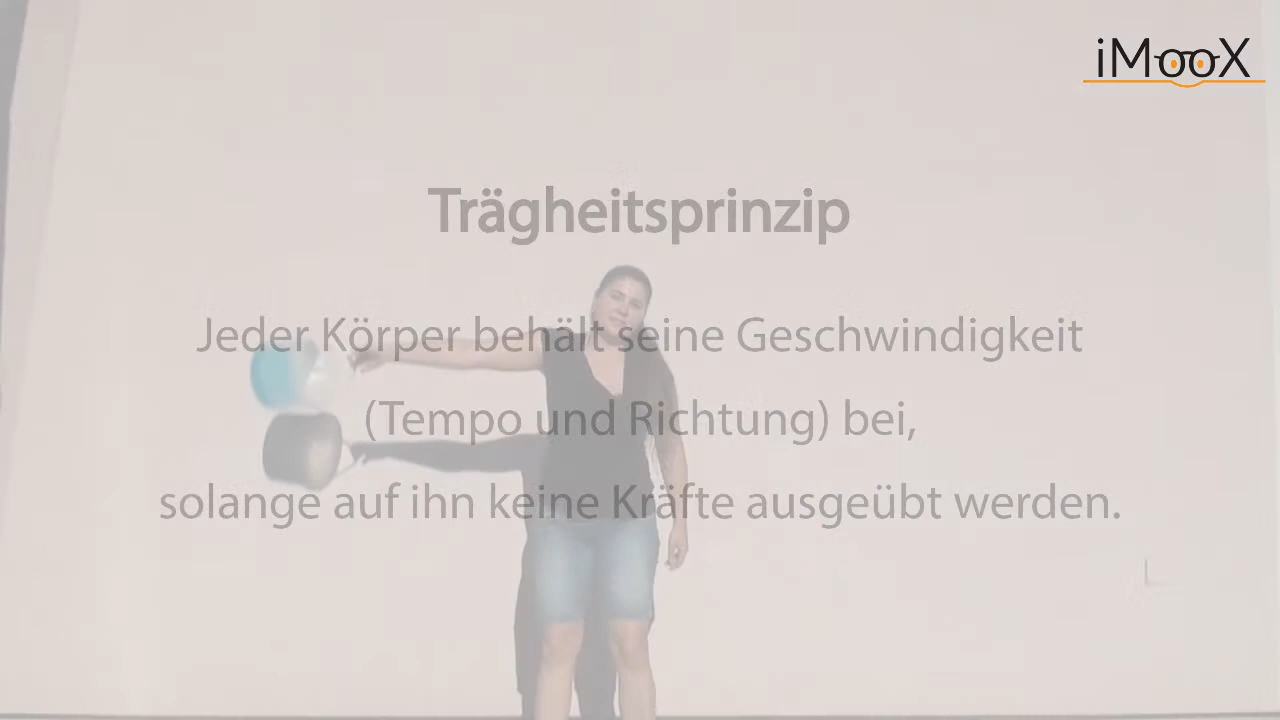 iMooX
Trägheitsprinzip
Jeder Körper behält seine Geschwindigkeit
(Tempo und Richtung) bei,
solange auf ihn keine Kräfte ausgeübt werden.